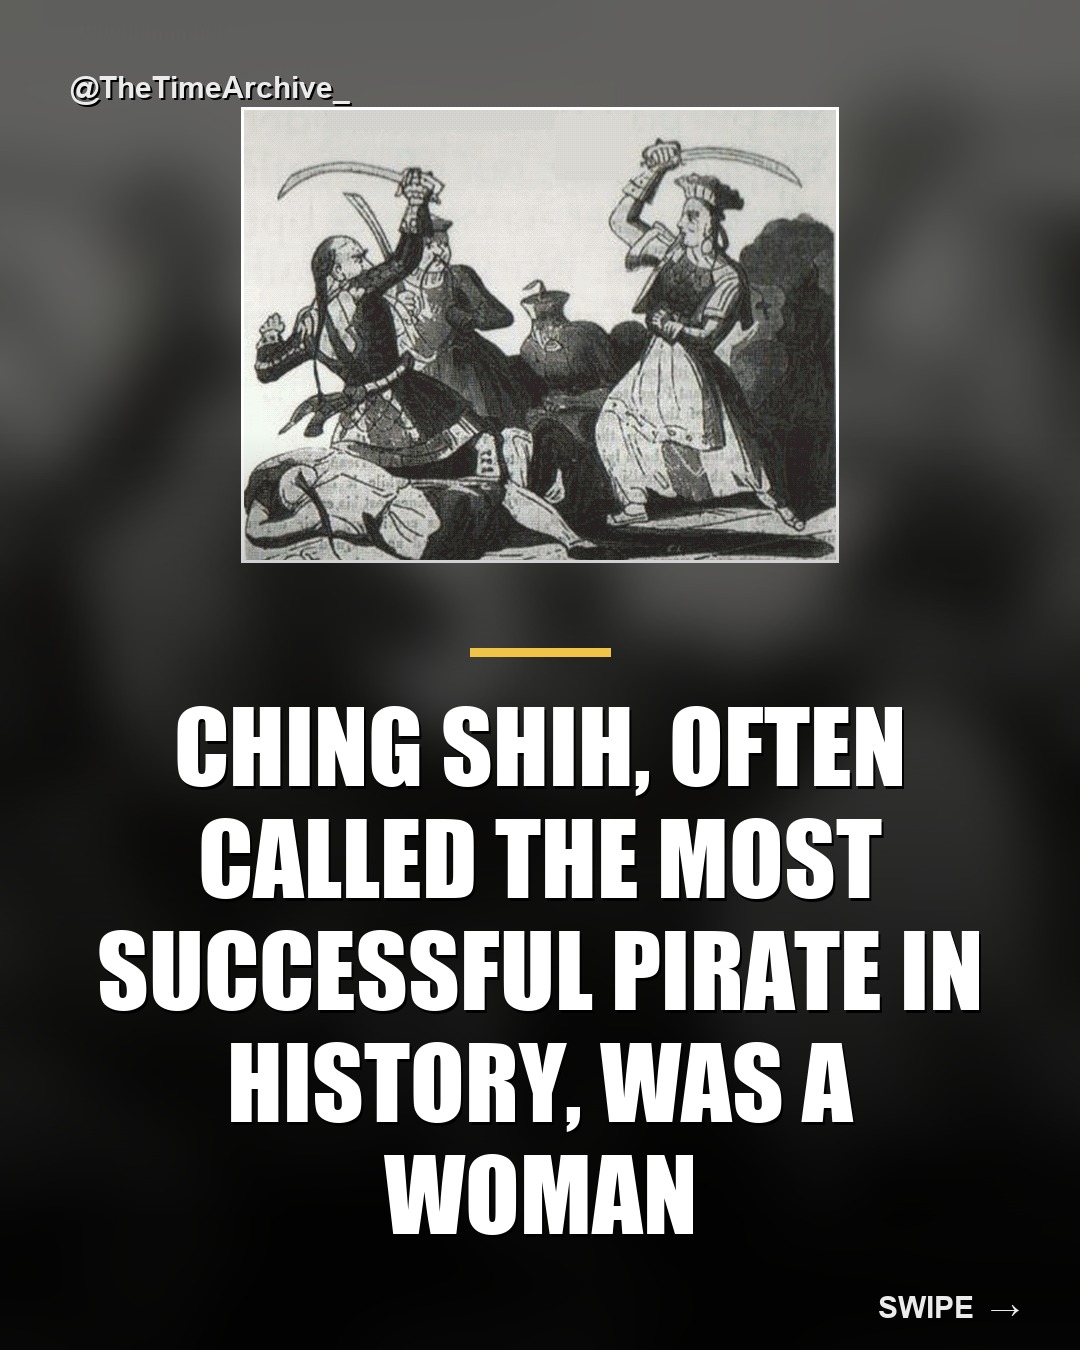 @TheTimeArchive_
CHING SHIH, OFTEN
CALLED THE MOST
SUCCESSFUL PIRATE IN
HISTORY, WAS A
WOMAN
SWIPE →